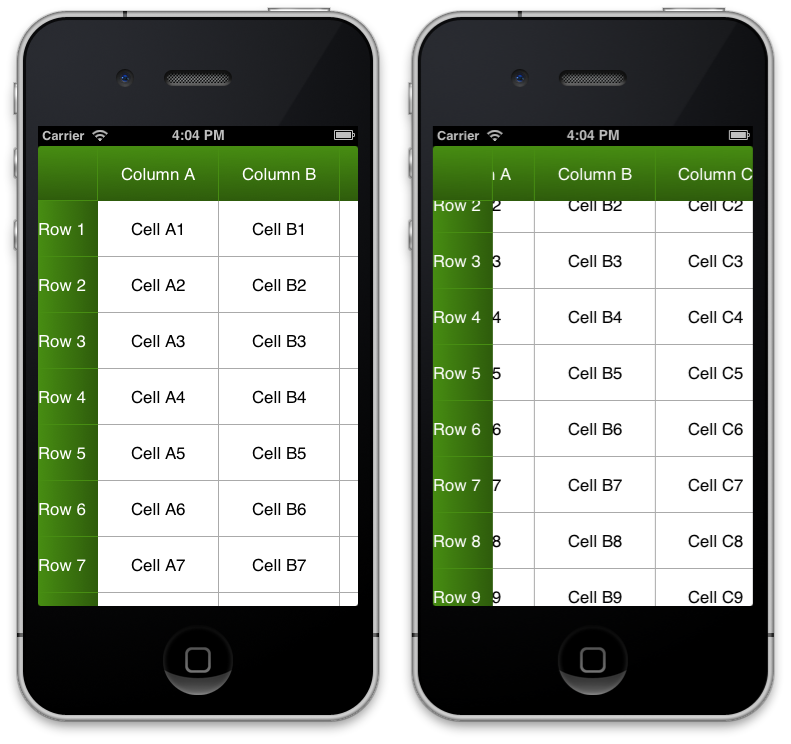 Carrier 4:04 PM
Column A Column B
Row 1 Cell A1 Cell B1
Row 2 Cell A2 Cell B2
Row 3 Cell A3 Cell B3
Row 4 Cell A4 Cell B4
Row 5 Cell A5 Cell B5
Row 6 Cell A6 Cell B6
Row 7 Cell A7 Cell B7
Carrier 4:04 PM
A Column B Column C
Row 2 2 Cell B2 Cell C2
Row 3 3 Cell B3 Cell C3
Row 4 4 Cell B4 Cell C4
Row 5 5 Cell B5 Cell C5
Row 6 6 Cell B6 Cell C6
Row 7 7 Cell B7 Cell C7
Row 8 8 Cell B8 Cell C8
Row 9 9 Cell B9 Cell C9